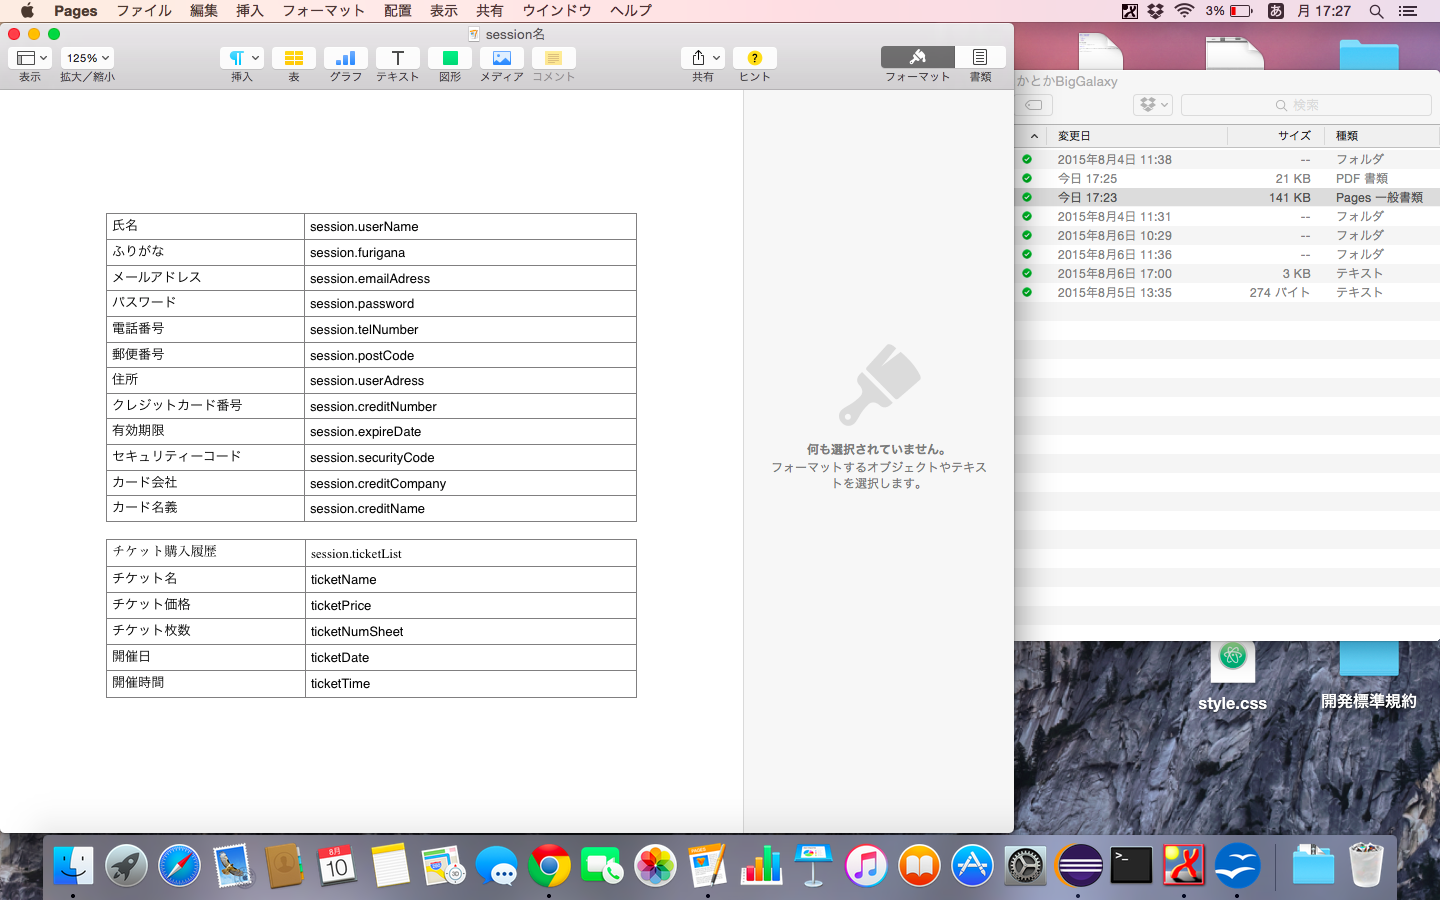 Pages ファイル 編集 挿入 フォーマット 配置 表示 共有 ウインドウ ヘルプ 3% あ 月 17:27
session名
125%
表示 拡大/縮小 挿入 表 グラフ テキスト 図形 メディア コメント 共有 ヒント フォーマット 書類
氏名 session.userName
ふりがな session.furigana
メールアドレス session.emailAdress
パスワード session.password
電話番号 session.telNumber
郵便番号 session.postCode
住所 session.userAdress
クレジットカード番号 session.creditNumber
有効期限 session.expireDate
セキュリティーコード session.securityCode
カード会社 session.creditCompany
カード名義 session.creditName
チケット購入履歴 session.ticketList
チケット名 ticketName
チケット価格 ticketPrice
チケット枚数 ticketNumSheet
開催日 ticketDate
開催時間 ticketTime
何も選択されていません。
フォーマットするオブジェクトやテキス
トを選択します。
かとかBigGalaxy
検索
変更日 サイズ 種類
2015年8月4日 11:38 -- フォルダ
今日 17:25 21 KB PDF 書類
今日 17:23 141 KB Pages 一般書類
2015年8月4日 11:31 -- フォルダ
2015年8月6日 10:29 -- フォルダ
2015年8月6日 11:36 -- フォルダ
2015年8月6日 17:00 3 KB テキスト
2015年8月5日 13:35 274 バイト テキスト
style.css
開発標準規約
8月
10